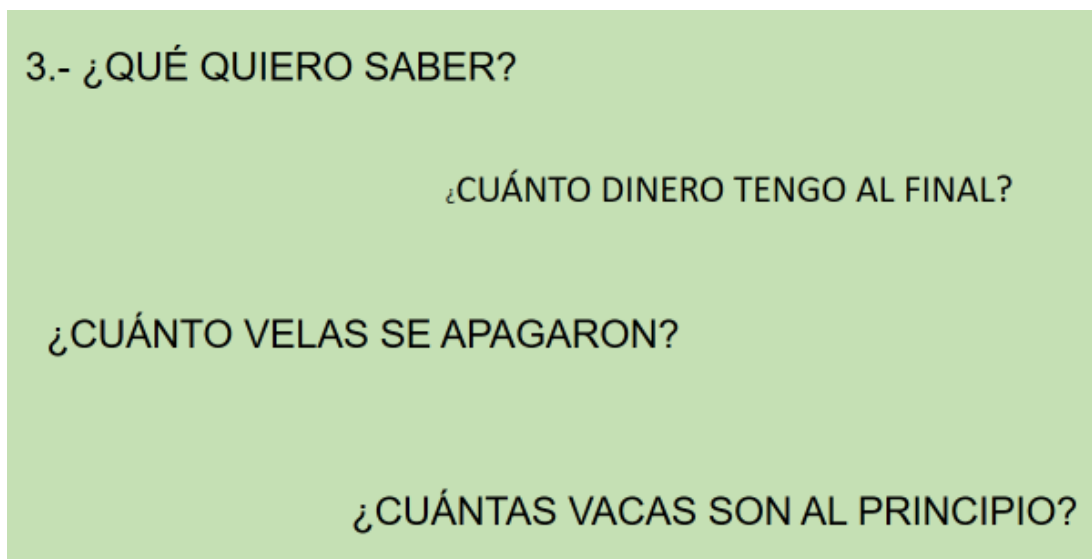 3.- ¿QUÉ QUIERO SABER?
¿CUÁNTO DINERO TENGO AL FINAL?
¿CUÁNTO VELAS SE APAGARON?
¿CUÁNTAS VACAS SON AL PRINCIPIO?